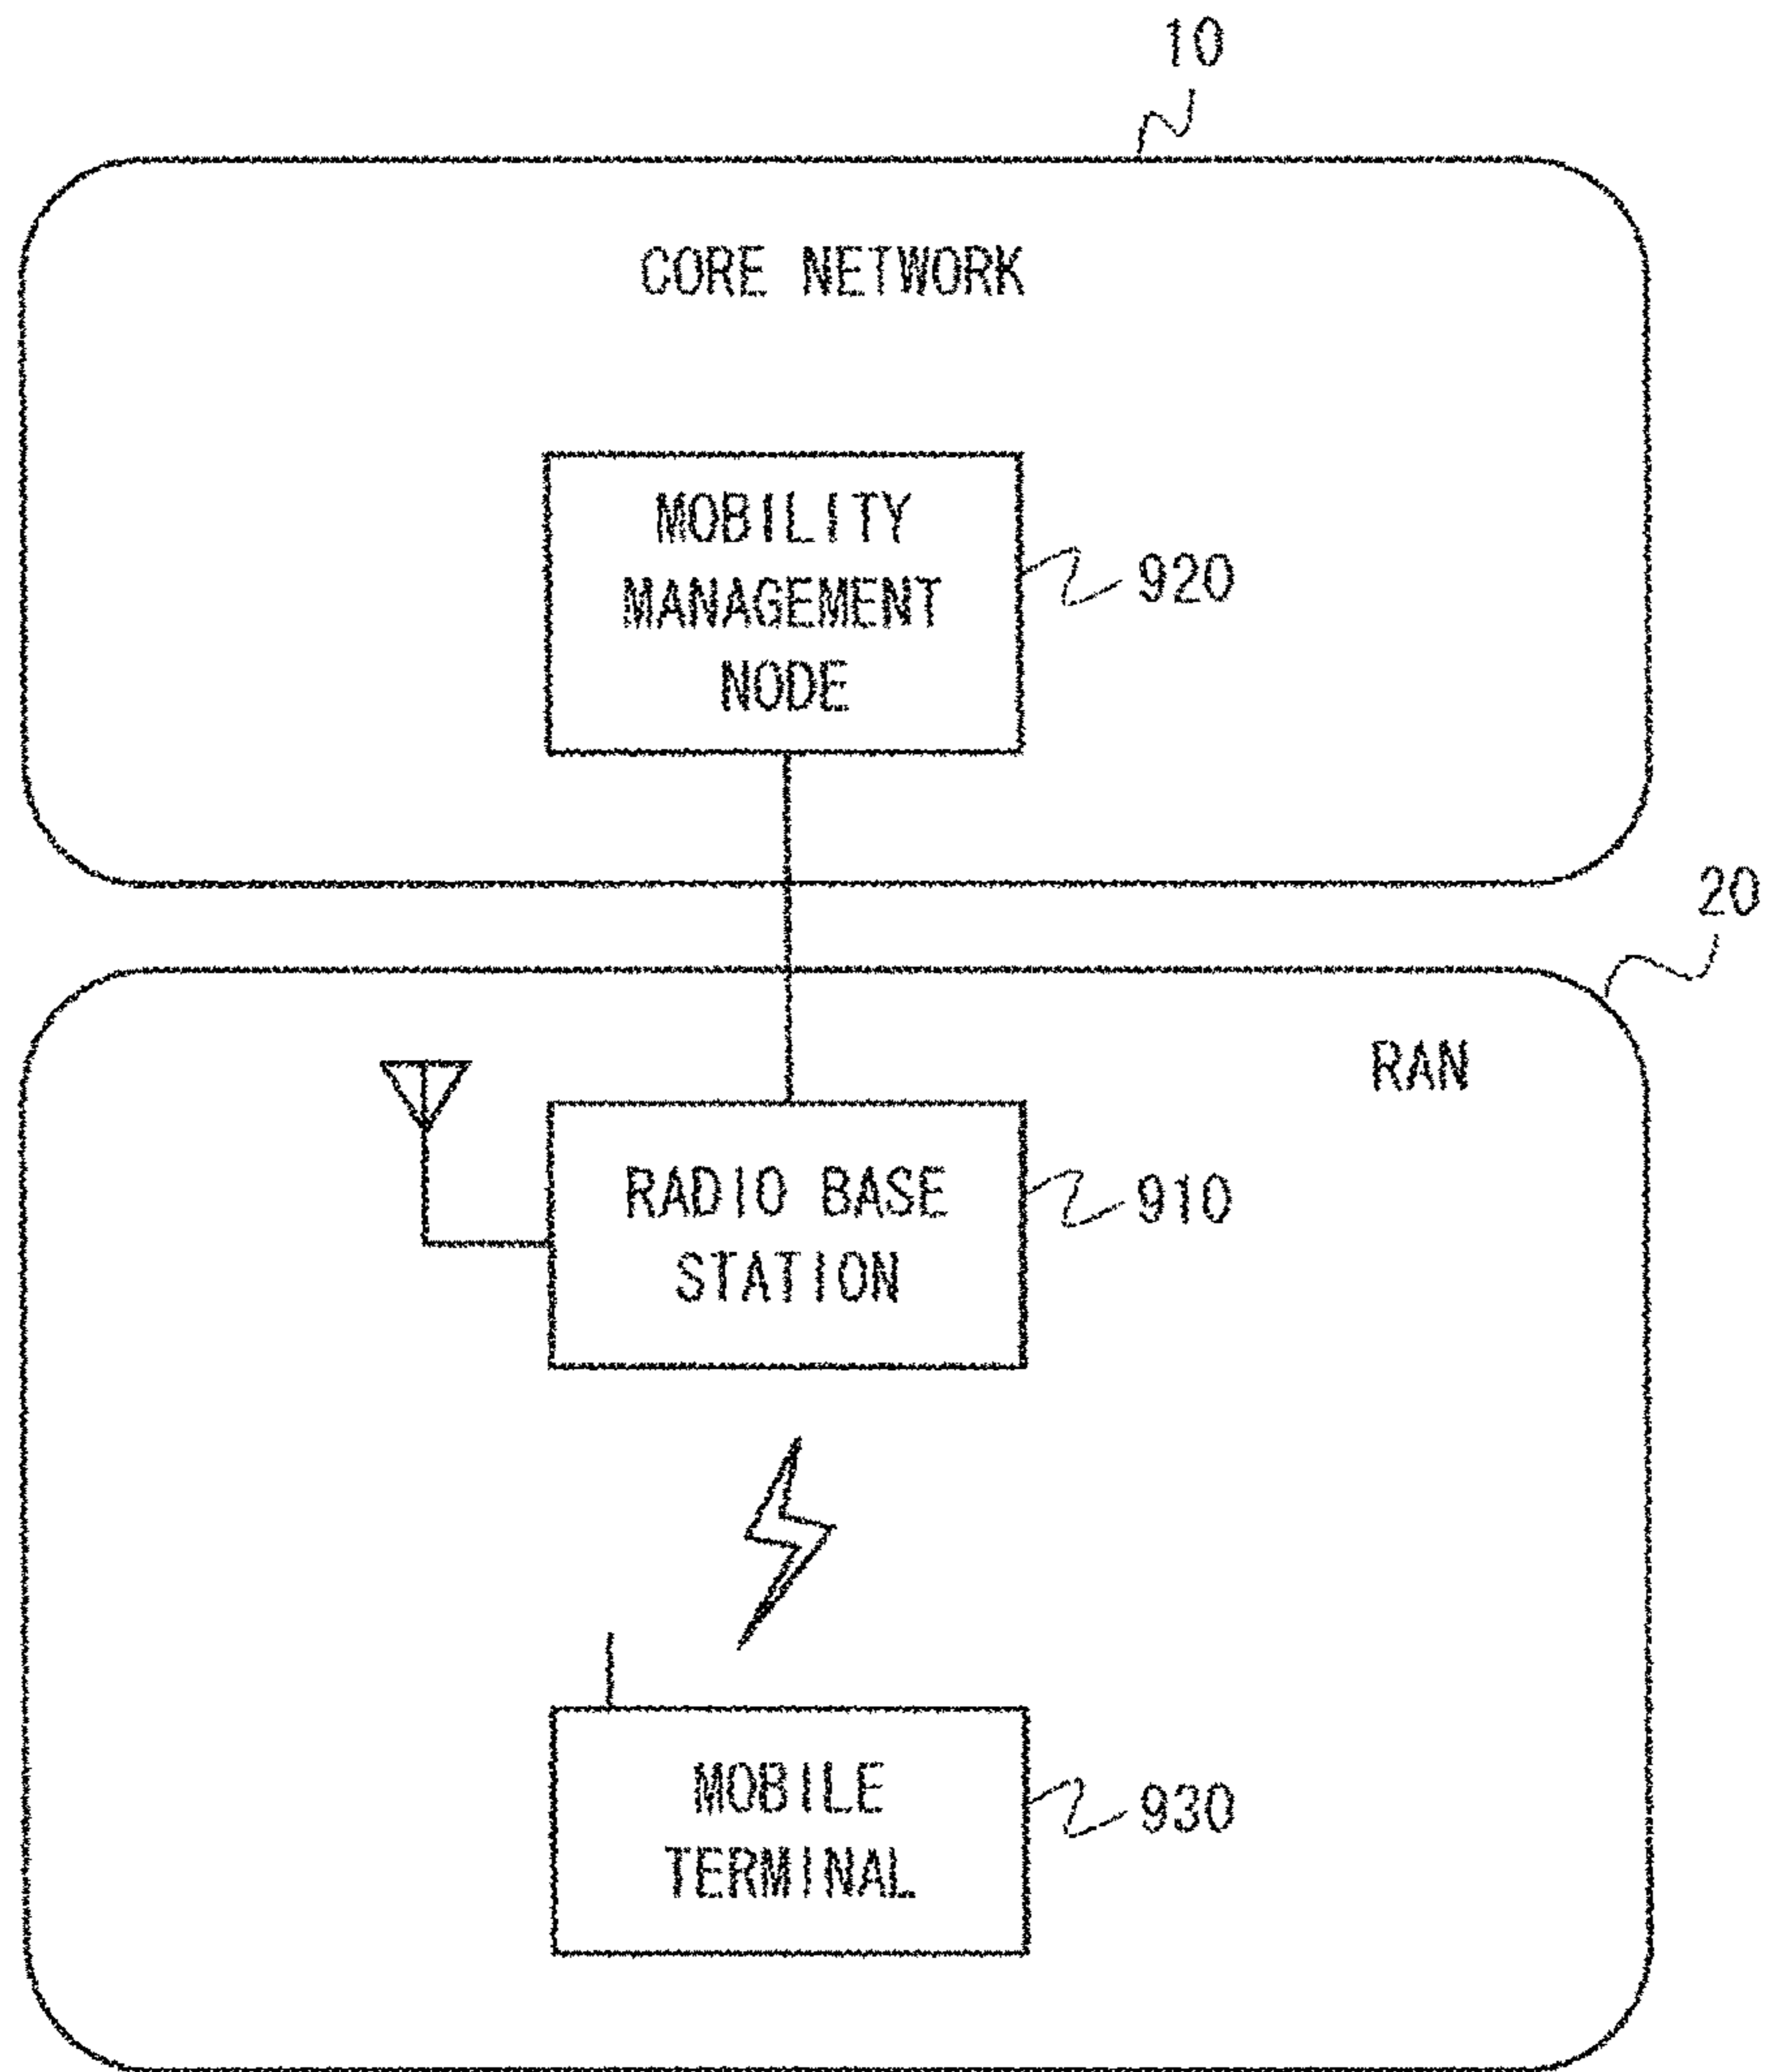 10
CORE NETWORK
MOBILITY
MANAGEMENT
NODE
920
20
RAN
RADIO BASE
STATION
910
MOBILE
TERMINAL
930